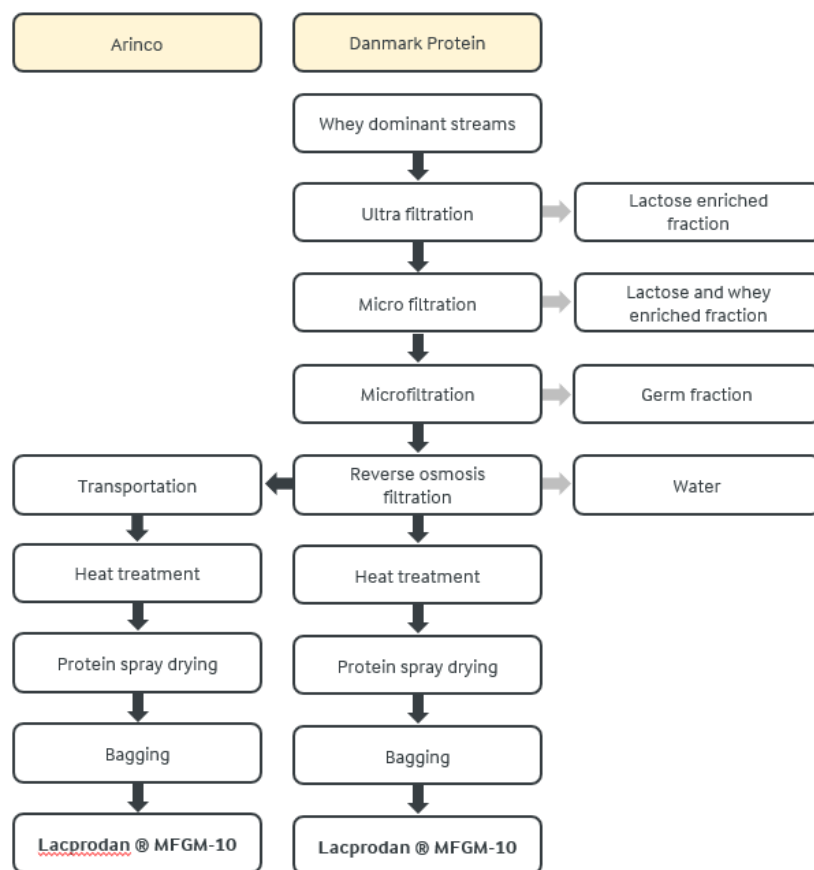 Arinco
Danmark Protein
Whey dominant streams
Ultra filtration
Lactose enriched
fraction
Micro filtration
Lactose and whey
enriched fraction
Microfiltration
Germ fraction
Transportation
Reverse osmosis
filtration
Water
Heat treatment
Heat treatment
Protein spray drying
Protein spray drying
Bagging
Bagging
Lacprodan ® MFGM-10
Lacprodan ® MFGM-10